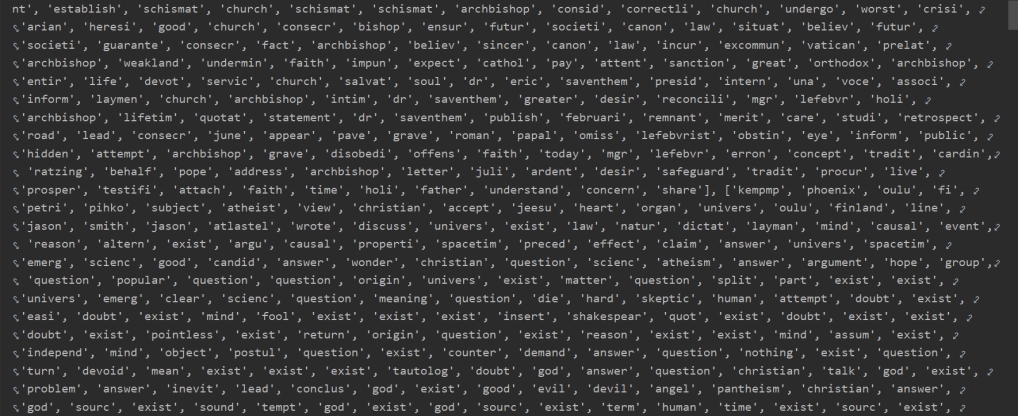 nt', 'establish', 'schismat', 'church', 'schismat', 'schismat', 'archbishop', 'consid', 'correctli', 'church', 'undergo', 'worst', 'crisi',
'arian', 'heresi', 'good', 'church', 'consecr', 'bishop', 'ensur', 'futur', 'societi', 'canon', 'law', 'situat', 'believ', 'futur',
'societi', 'guarante', 'consecr', 'fact', 'archbishop', 'believ', 'sincer', 'canon', 'law', 'incur', 'excommun', 'vatican', 'prelat',
'archbishop', 'weakland', 'undermin', 'faith', 'impun', 'expect', 'cathol', 'pay', 'attent', 'sanction', 'great', 'orthodox', 'archbishop',
'entir', 'life', 'devot', 'servic', 'church', 'salvat', 'soul', 'dr', 'eric', 'saventhem', 'presid', 'intern', 'una', 'voce', 'associ',
'inform', 'laymen', 'church', 'archbishop', 'intim', 'dr', 'saventhem', 'greater', 'desir', 'reconcili', 'mgr', 'lefebvr', 'holi',
'archbishop', 'lifetim', 'quotat', 'statement', 'dr', 'saventhem', 'publish', 'februari', 'remnant', 'merit', 'care', 'studi', 'retrospect',
'road', 'lead', 'consecr', 'june', 'appear', 'pave', 'grave', 'roman', 'papal', 'omiss', 'lefebvrist', 'obstin', 'eye', 'inform', 'public',
'hidden', 'attempt', 'archbishop', 'grave', 'disobedi', 'offens', 'faith', 'today', 'mgr', 'lefebvr', 'erron', 'concept', 'tradit', 'cardin',
'ratzing', 'behalf', 'pope', 'address', 'archbishop', 'letter', 'juli', 'ardent', 'desir', 'safeguard', 'tradit', 'procur', 'live',
'prosper', 'testifi', 'attach', 'faith', 'time', 'holi', 'father', 'understand', 'concern', 'share'], ['kempmp', 'phoenix', 'oulu', 'fi',
'petri', 'pihko', 'subject', 'atheist', 'view', 'christian', 'accept', 'jeesu', 'heart', 'organ', 'univers', 'oulu', 'finland', 'line',
'jason', 'smith', 'jason', 'atlastel', 'wrote', 'discuss', 'univers', 'exist', 'law', 'natur', 'dictat', 'layman', 'mind', 'causal', 'event',
'reason', 'altern', 'exist', 'argu', 'causal', 'properti', 'spacetim', 'preced', 'effect', 'claim', 'answer', 'univers', 'spacetim',
'emerg', 'scienc', 'good', 'candid', 'answer', 'wonder', 'christian', 'question', 'scienc', 'atheism', 'answer', 'argument', 'hope', 'group',
'question', 'popular', 'question', 'question', 'origin', 'univers', 'exist', 'matter', 'question', 'split', 'part', 'exist', 'exist',
'univers', 'emerg', 'clear', 'scienc', 'question', 'meaning', 'question', 'die', 'hard', 'skeptic', 'human', 'attempt', 'doubt', 'exist',
'easi', 'doubt', 'exist', 'mind', 'fool', 'exist', 'exist', 'exist', 'insert', 'shakespear', 'quot', 'exist', 'doubt', 'exist', 'exist',
'doubt', 'exist', 'pointless', 'exist', 'return', 'origin', 'question', 'exist', 'reason', 'exist', 'exist', 'mind', 'assum', 'exist',
'independ', 'mind', 'object', 'postul', 'question', 'exist', 'counter', 'demand', 'answer', 'question', 'nothing', 'exist', 'question',
'turn', 'devoid', 'mean', 'exist', 'exist', 'exist', 'tautolog', 'doubt', 'god', 'answer', 'question', 'christian', 'talk', 'god', 'exist',
'problem', 'answer', 'inevit', 'lead', 'conclus', 'god', 'exist', 'good', 'evil', 'devil', 'angel', 'pantheism', 'christian', 'answer',
'god', 'sourc', 'exist', 'sound', 'tempt', 'god', 'exist', 'god', 'sourc', 'exist', 'term', 'human', 'time', 'exist', 'sourc', 'exist',